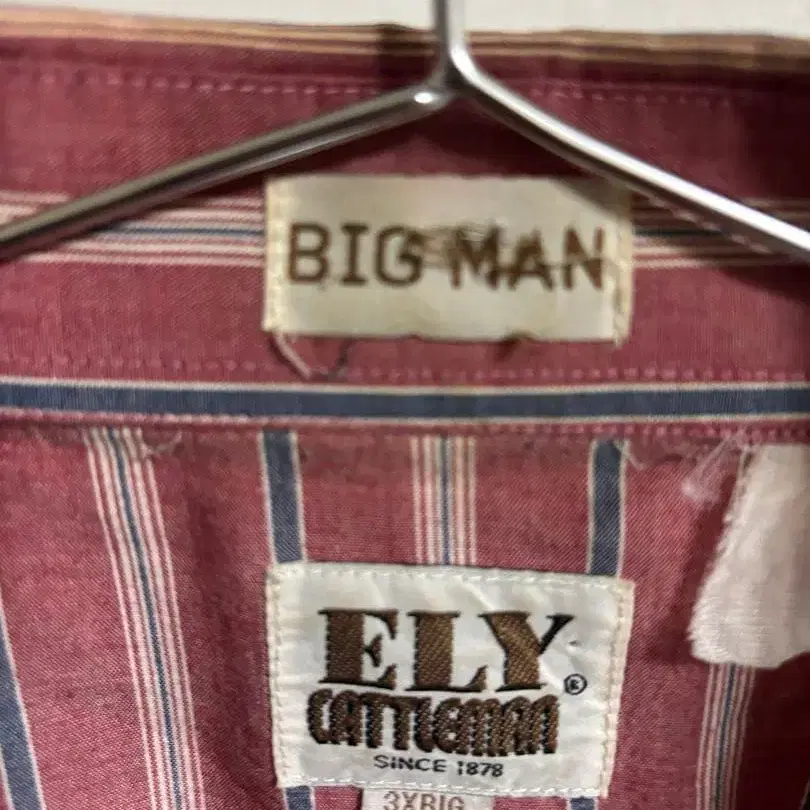 BIG MAN
ELY
®
CATTLEMAN
SINCE 1878
3XBIG